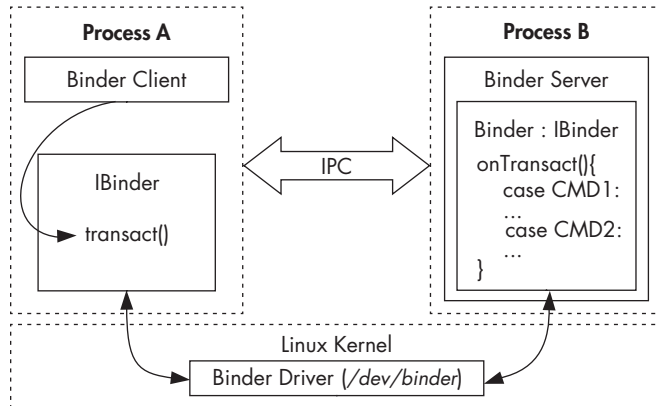 Process A
Binder Client
IBinder
transact()
IPC
Process B
Binder Server
Binder : IBinder
onTransact(){
case CMD1:
...
case CMD2:
...
}
Linux Kernel
Binder Driver (/dev/binder)